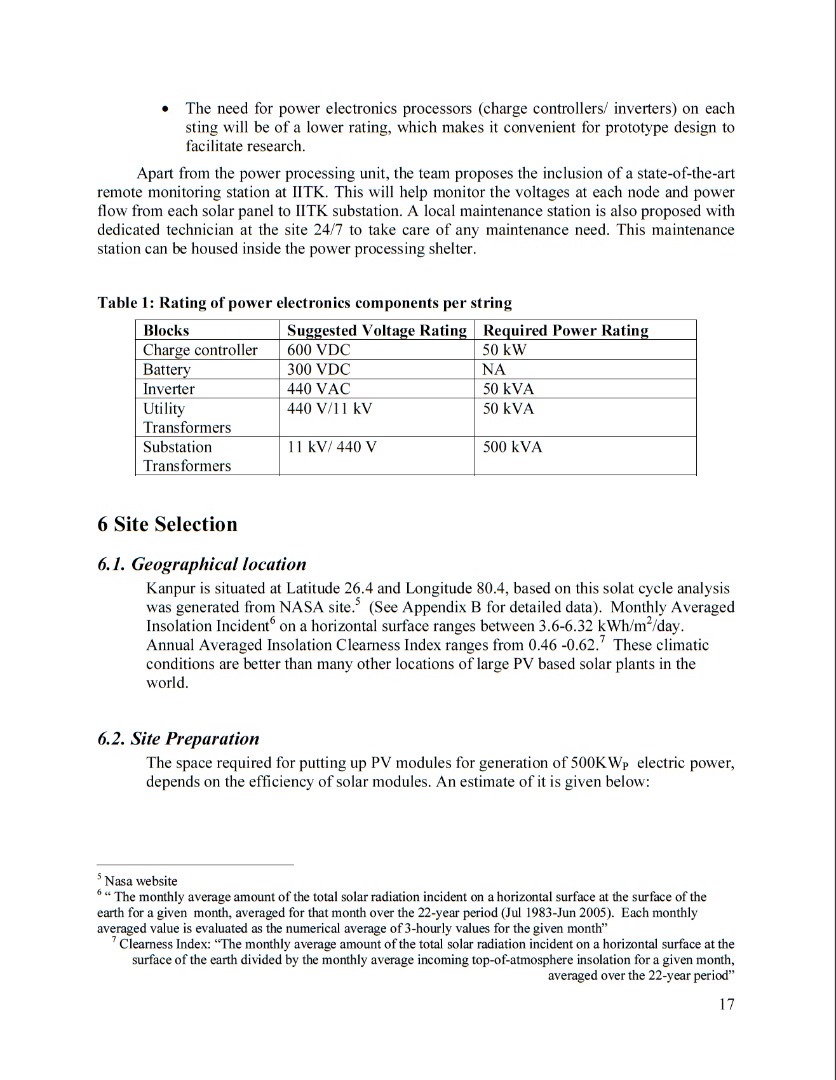 • The need for power electronics processors (charge controllers/ inverters) on each
sting will be of a lower rating, which makes it convenient for prototype design to
facilitate research.
Apart from the power processing unit, the team proposes the inclusion of a state-of-the-art
remote monitoring station at IITK. This will help monitor the voltages at each node and power
flow from each solar panel to IITK substation. A local maintenance station is also proposed with
dedicated technician at the site 24/7 to take care of any maintenance need. This maintenance
station can be housed inside the power processing shelter.
Table 1: Rating of power electronics components per string
Blocks Suggested Voltage Rating Required Power Rating
Charge controller 600 VDC 50 kW
Battery 300 VDC NA
Inverter 440 VAC 50 kVA
Utility 440 V/11 kV 50 kVA
Transformers
Substation 11 kV/ 440 V 500 kVA
Transformers
6 Site Selection
6.1. Geographical location
Kanpur is situated at Latitude 26.4 and Longitude 80.4, based on this solat cycle analysis
was generated from NASA site.5 (See Appendix B for detailed data). Monthly Averaged
Insolation Incident6 on a horizontal surface ranges between 3.6-6.32 kWh/m2/day.
Annual Averaged Insolation Clearness Index ranges from 0.46 -0.62.7 These climatic
conditions are better than many other locations of large PV based solar plants in the
world.
6.2. Site Preparation
The space required for putting up PV modules for generation of 500KWP electric power,
depends on the efficiency of solar modules. An estimate of it is given below:
5 Nasa website
6 “ The monthly average amount of the total solar radiation incident on a horizontal surface at the surface of the
earth for a given month, averaged for that month over the 22-year period (Jul 1983-Jun 2005). Each monthly
averaged value is evaluated as the numerical average of 3-hourly values for the given month”
7 Clearness Index: “The monthly average amount of the total solar radiation incident on a horizontal surface at the
surface of the earth divided by the monthly average incoming top-of-atmosphere insolation for a given month,
averaged over the 22-year period”
17